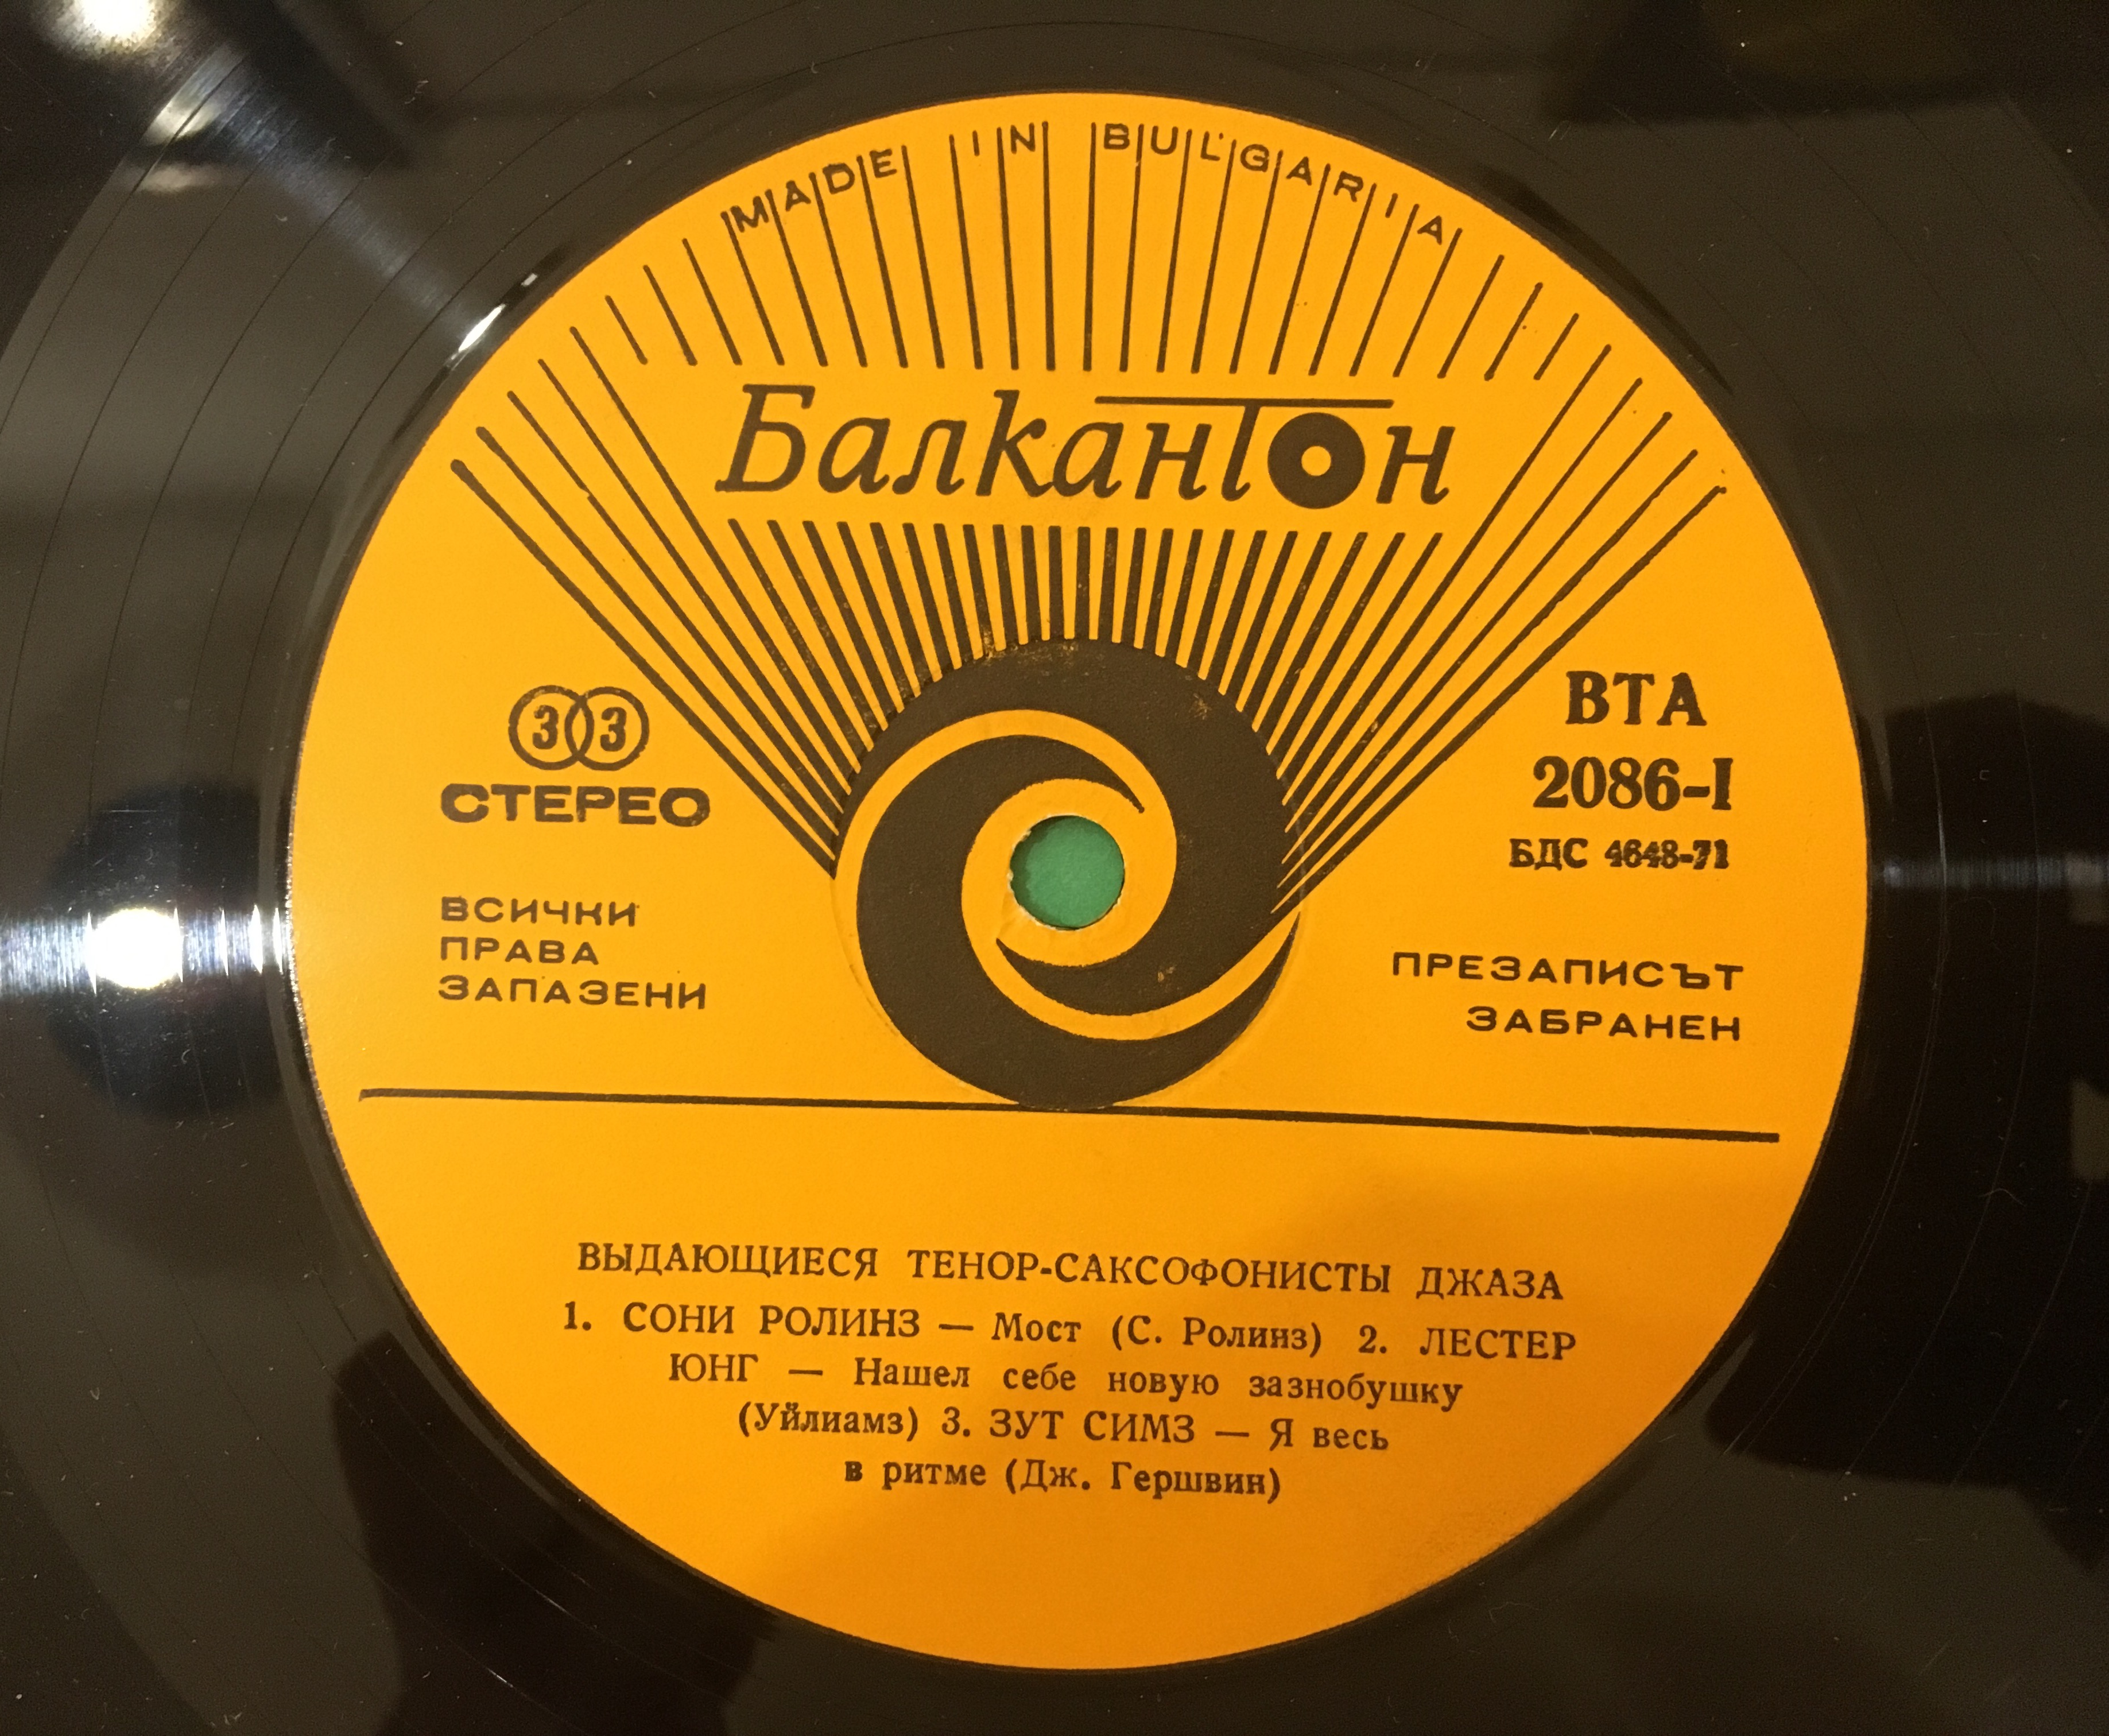 MADE IN BULGARIA
Балкантон
33
СТЕРЕО
ВСИЧКИ
ПРАВА
ЗАПАЗЕНИ
ВТА
2086-I
БДС 4648-71
ПРЕЗАПИСЪТ
ЗАБРАНЕН
ВЫДАЮЩИЕСЯ ТЕНОР-САКСОФОНИСТЫ ДЖАЗА
1. СОНИ РОЛИНЗ — Мост (С. Ролинз) 2. ЛЕСТЕР
ЮНГ — Нашел себе новую зазнобушку
(Уйлиамз) 3. ЗУТ СИМЗ — Я весь
в ритме (Дж. Гершвин)